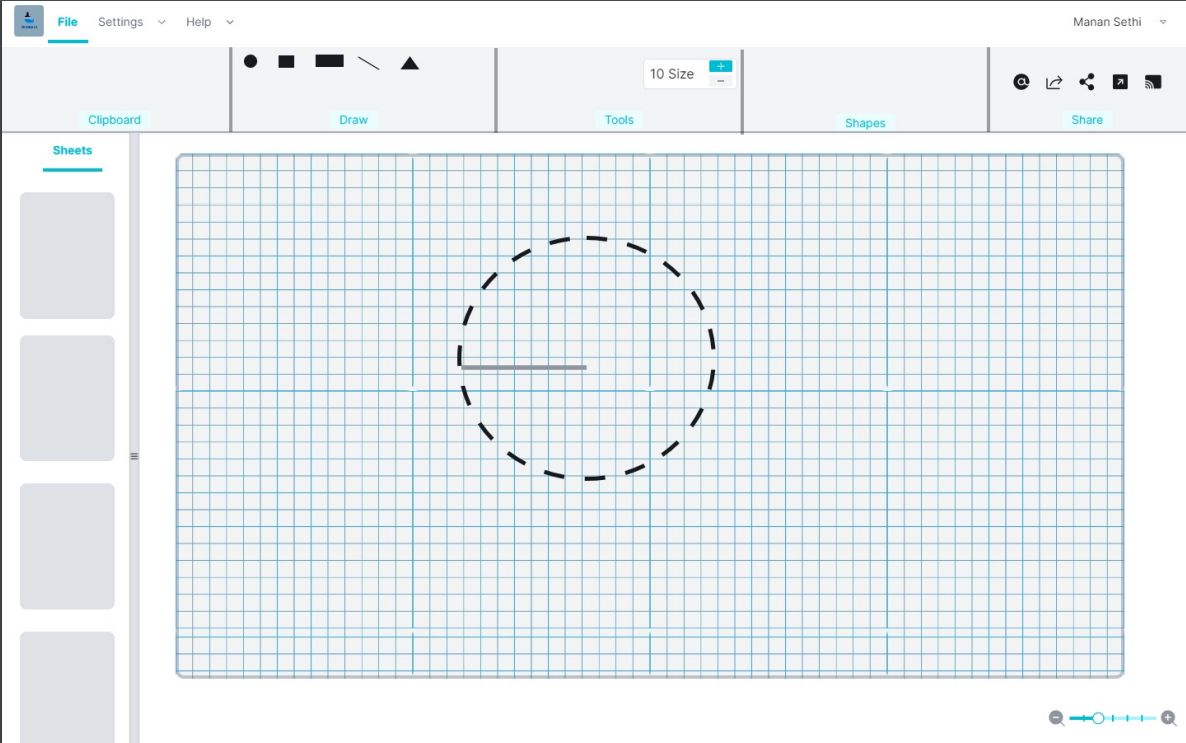 File Settings Help Manan Sethi
10 Size
Clipboard Draw Tools Shapes Share
Sheets